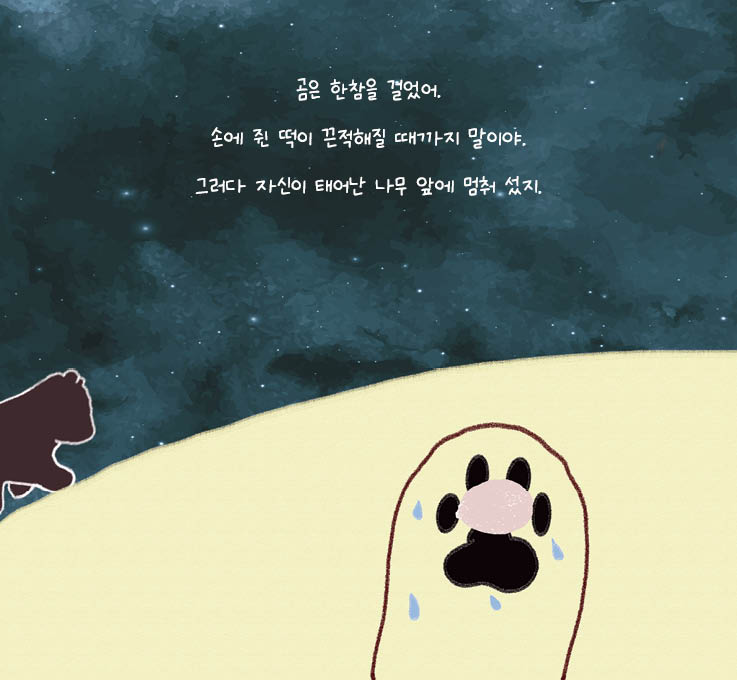 곰은 한참을 걸었어.
손에 쥔 떡이 끈적해질 때까지 말이야.
그러다 자신이 태어난 나무 앞에 멈춰 섰지.